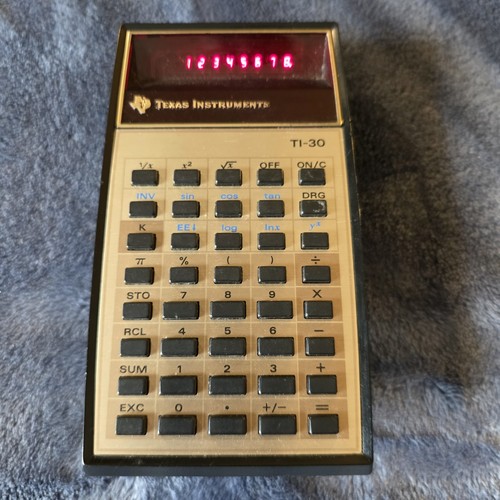 12345678.
TEXAS INSTRUMENTS
TI-30
1/x x² √x OFF ON/C
INV sin cos tan DRG
K EE↓ log lnx yˣ
π % ( ) ÷
STO 7 8 9 X
RCL 4 5 6 −
SUM 1 2 3 +
EXC 0 . +/− =